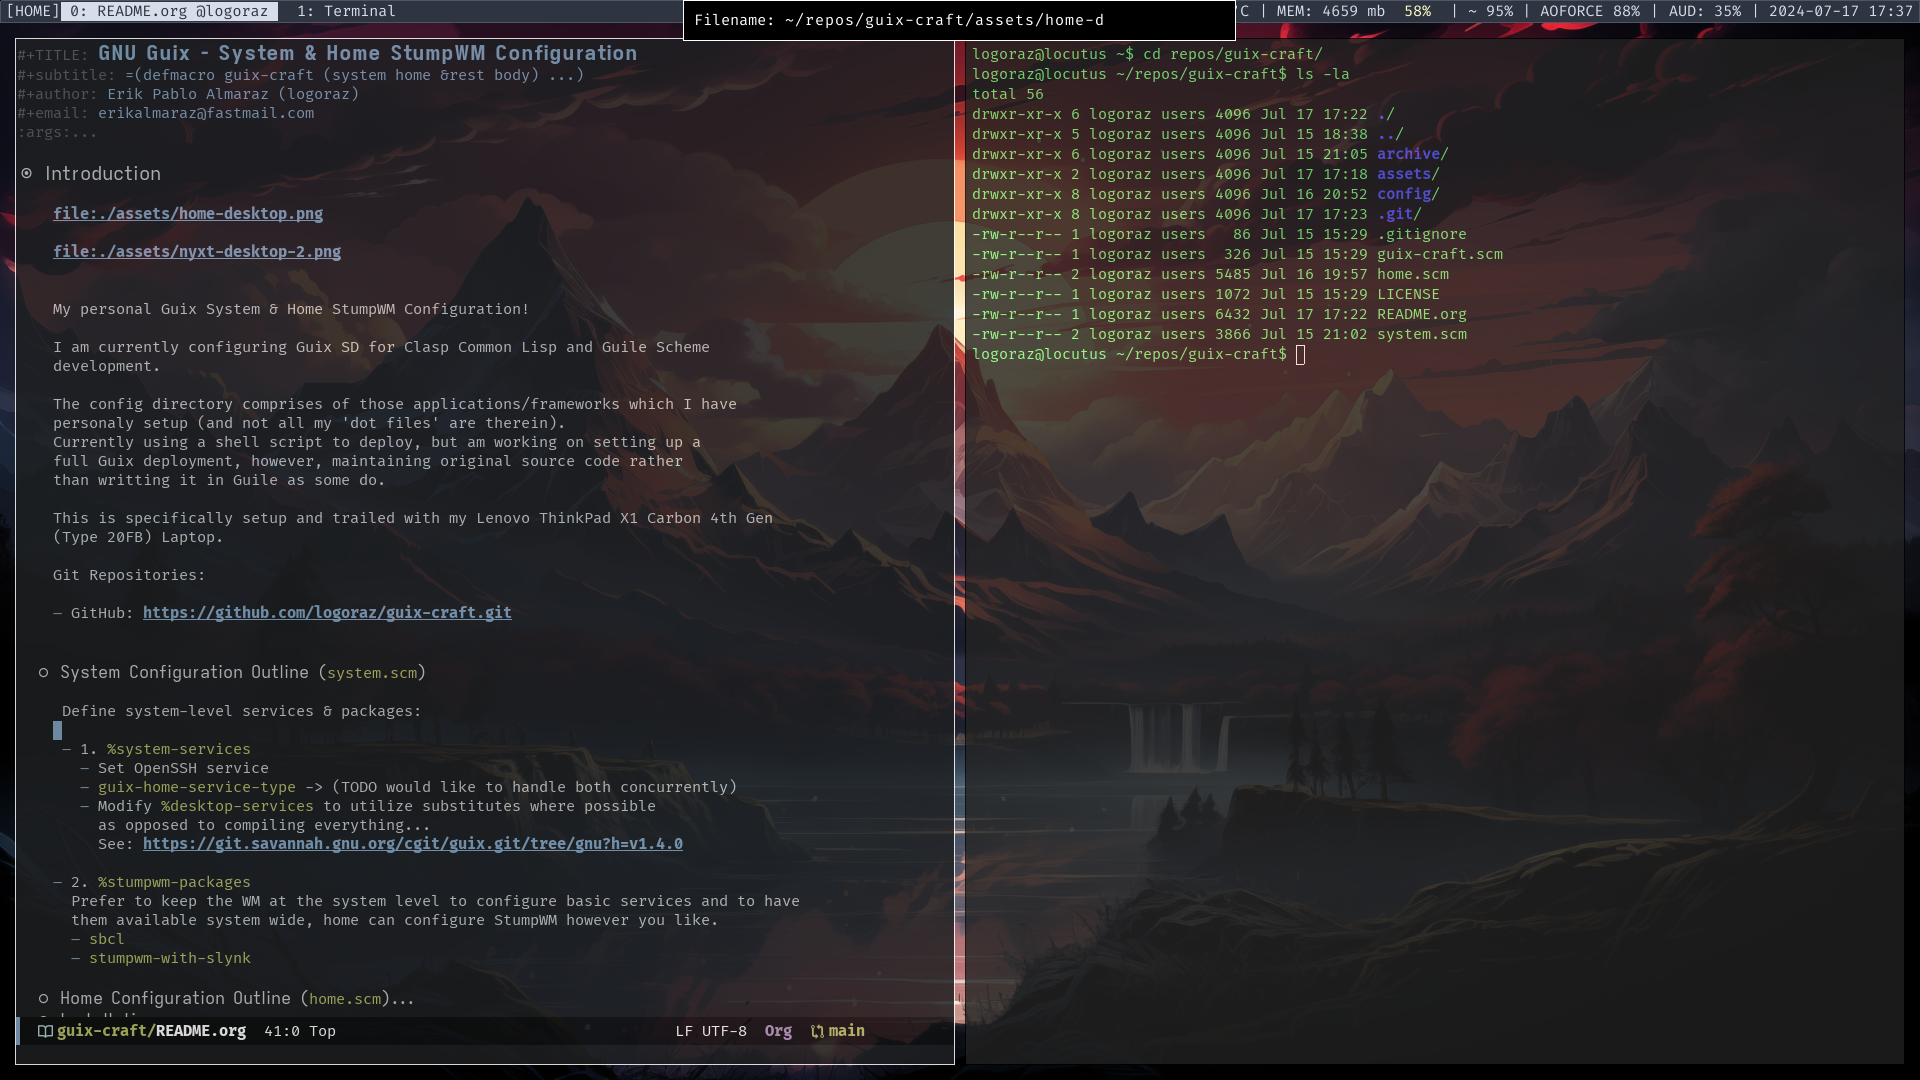 [HOME] 0: README.org @logoraz 1: Terminal
Filename: ~/repos/guix-craft/assets/home-d
C | MEM: 4659 mb 58% | ~ 95% | AOFORCE 88% | AUD: 35% | 2024-07-17 17:37
#+TITLE: GNU Guix - System & Home StumpWM Configuration
#+subtitle: =(defmacro guix-craft (system home &rest body) ...)
#+author: Erik Pablo Almaraz (logoraz)
#+email: erikalmaraz@fastmail.com
:args:...
Introduction
file:./assets/home-desktop.png
file:./assets/nyxt-desktop-2.png
My personal Guix System & Home StumpWM Configuration!
I am currently configuring Guix SD for Clasp Common Lisp and Guile Scheme
development.
The config directory comprises of those applications/frameworks which I have
personaly setup (and not all my 'dot files' are therein).
Currently using a shell script to deploy, but am working on setting up a
full Guix deployment, however, maintaining original source code rather
than writting it in Guile as some do.
This is specifically setup and trailed with my Lenovo ThinkPad X1 Carbon 4th Gen
(Type 20FB) Laptop.
Git Repositories:
— GitHub: https://github.com/logoraz/guix-craft.git
System Configuration Outline (system.scm)
Define system-level services & packages:
— 1. %system-services
— Set OpenSSH service
— guix-home-service-type -> (TODO would like to handle both concurrently)
— Modify %desktop-services to utilize substitutes where possible
as opposed to compiling everything...
See: https://git.savannah.gnu.org/cgit/guix.git/tree/gnu?h=v1.4.0
— 2. %stumpwm-packages
Prefer to keep the WM at the system level to configure basic services and to have
them available system wide, home can configure StumpWM however you like.
— sbcl
— stumpwm-with-slynk
Home Configuration Outline (home.scm)...
guix-craft/README.org 41:0 Top LF UTF-8 Org main
logoraz@locutus ~$ cd repos/guix-craft/
logoraz@locutus ~/repos/guix-craft$ ls -la
total 56
drwxr-xr-x 6 logoraz users 4096 Jul 17 17:22 ./
drwxr-xr-x 5 logoraz users 4096 Jul 15 18:38 ../
drwxr-xr-x 6 logoraz users 4096 Jul 15 21:05 archive/
drwxr-xr-x 2 logoraz users 4096 Jul 17 17:18 assets/
drwxr-xr-x 8 logoraz users 4096 Jul 16 20:52 config/
drwxr-xr-x 8 logoraz users 4096 Jul 17 17:23 .git/
-rw-r--r-- 1 logoraz users   86 Jul 15 15:29 .gitignore
-rw-r--r-- 1 logoraz users  326 Jul 15 15:29 guix-craft.scm
-rw-r--r-- 2 logoraz users 5485 Jul 16 19:57 home.scm
-rw-r--r-- 1 logoraz users 1072 Jul 15 15:29 LICENSE
-rw-r--r-- 1 logoraz users 6432 Jul 17 17:22 README.org
-rw-r--r-- 2 logoraz users 3866 Jul 15 21:02 system.scm
logoraz@locutus ~/repos/guix-craft$